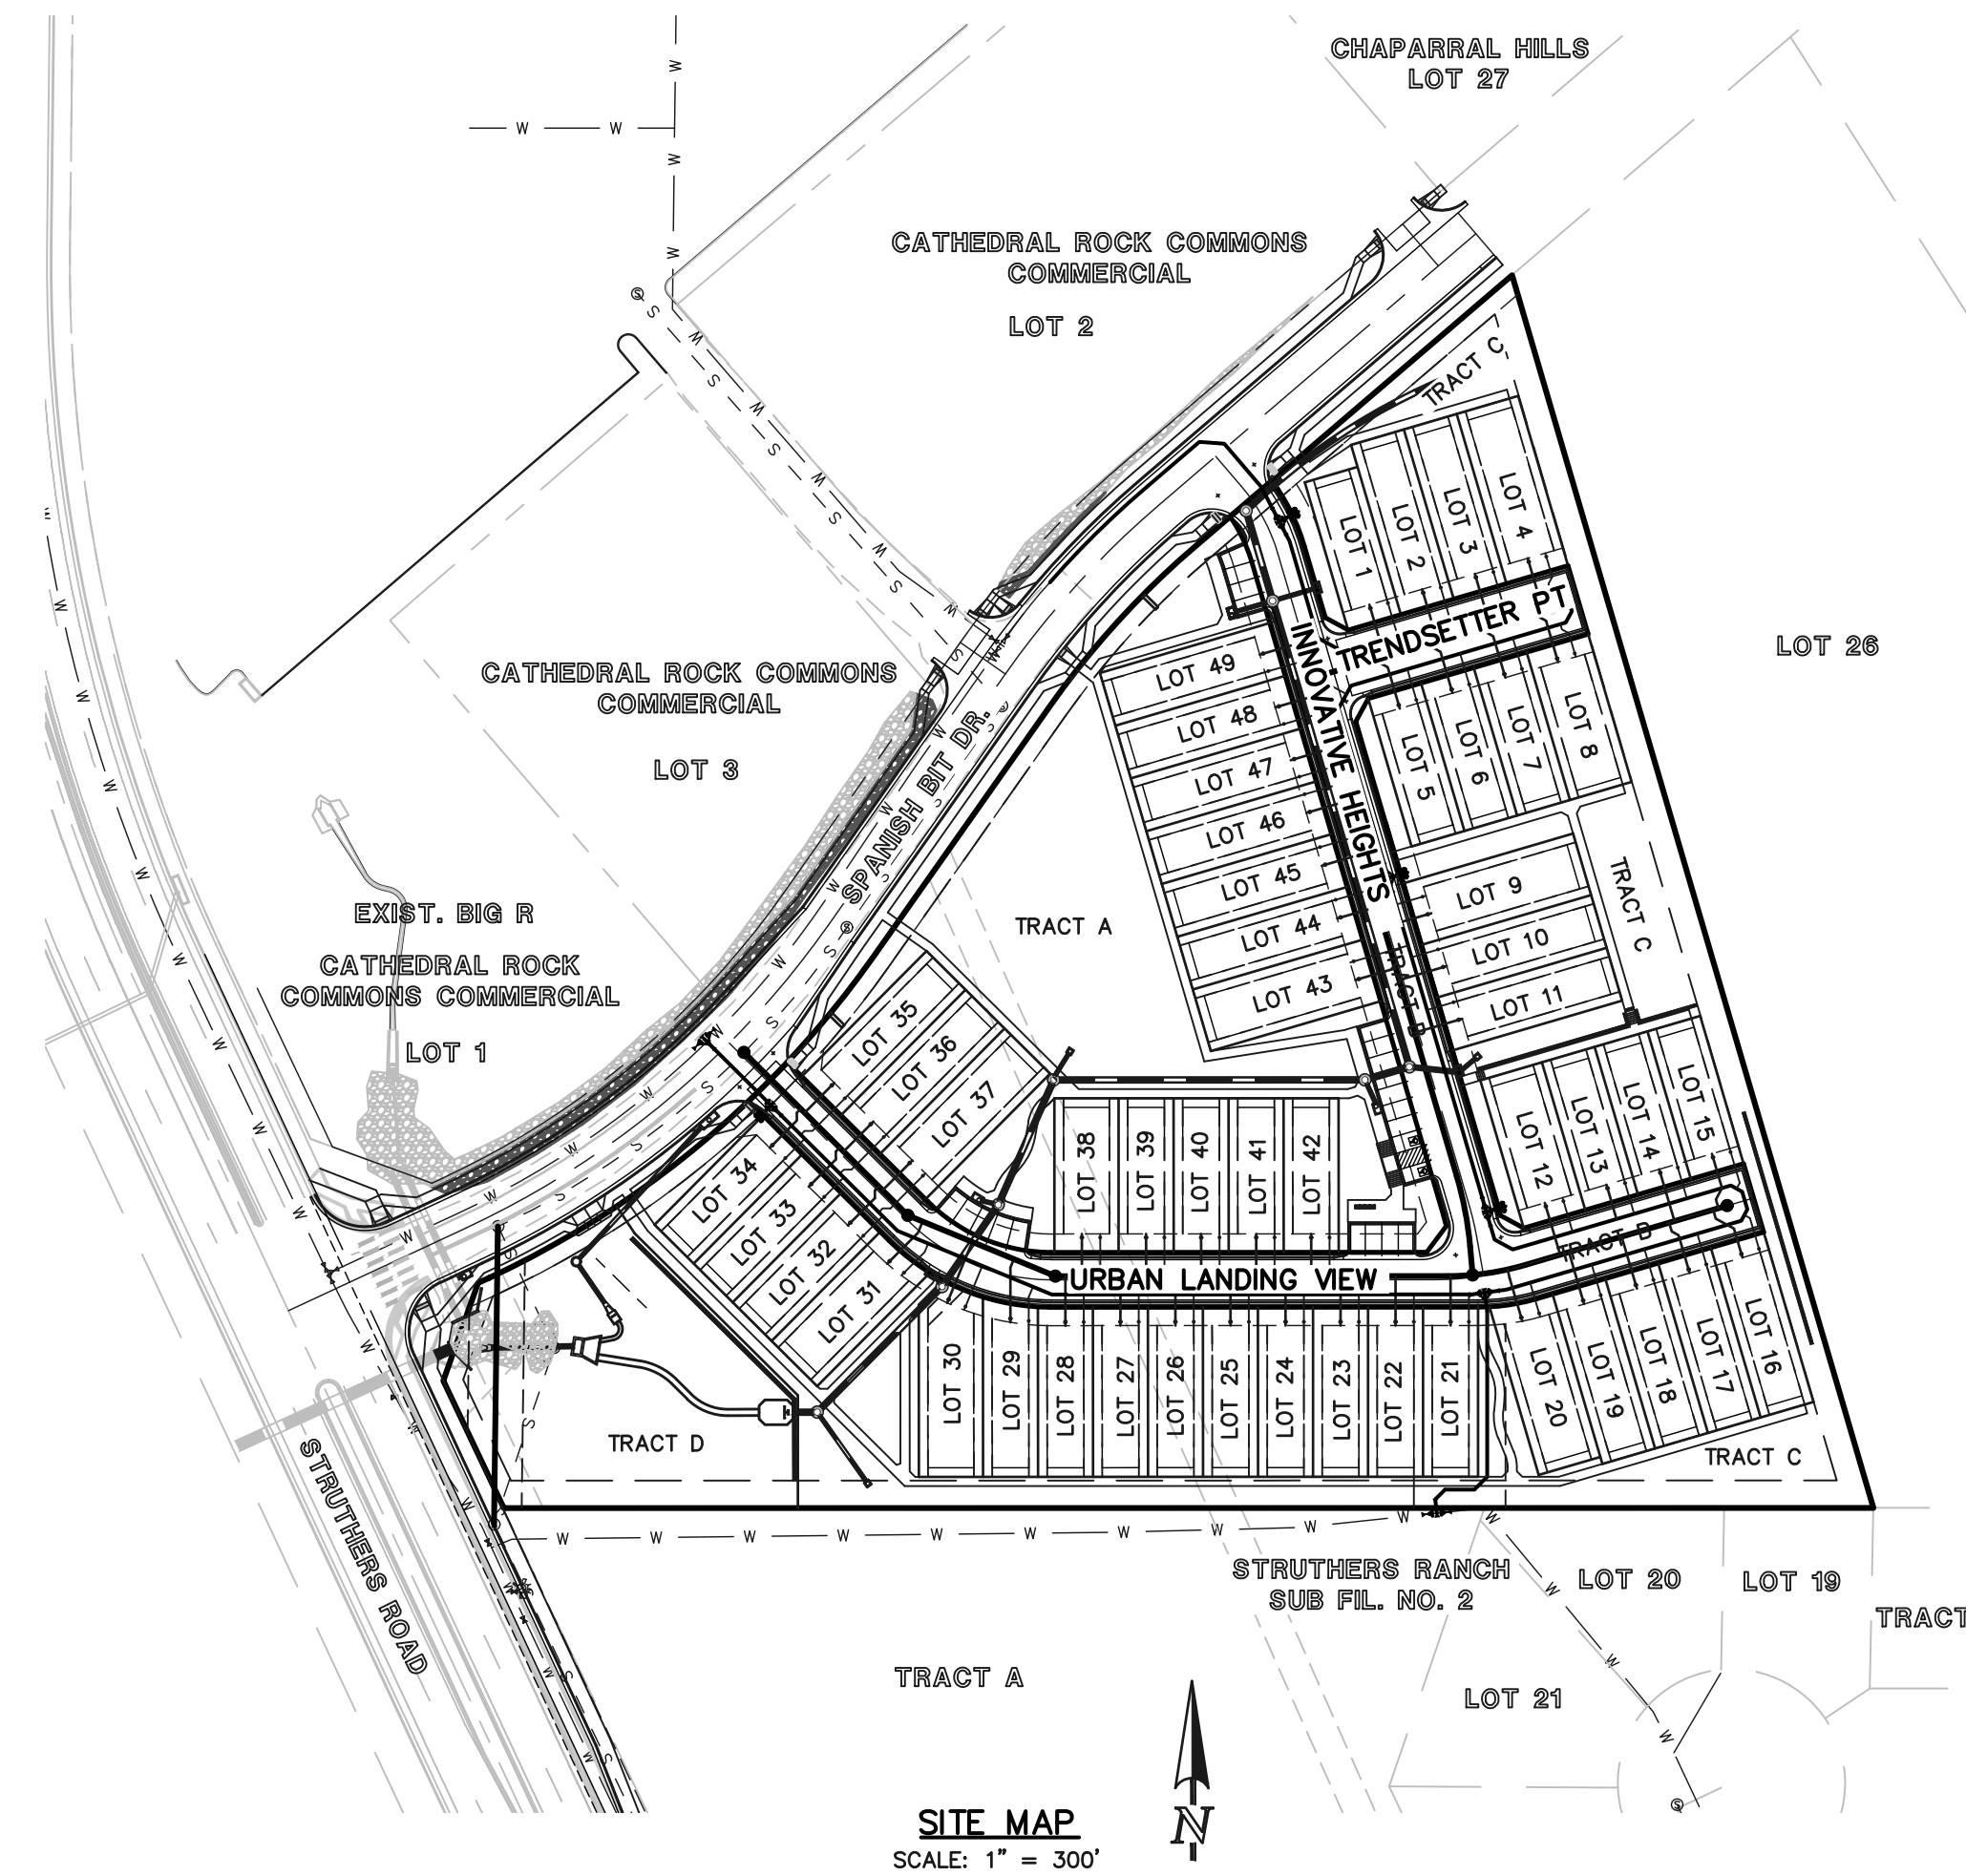 CHAPARRAL HILLS
LOT 27
CATHEDRAL ROCK COMMONS
COMMERCIAL
LOT 2
TRACT C
LOT 1
LOT 2
LOT 3
LOT 4
TRENDSETTER PT
INNOVATIVE HEIGHTS
LOT 26
CATHEDRAL ROCK COMMONS
COMMERCIAL
LOT 3
SPANISH BIT DR.
LOT 49
LOT 48
LOT 47
LOT 46
LOT 45
LOT 44
LOT 43
LOT 5
LOT 6
LOT 7
LOT 8
LOT 9
LOT 10
LOT 11
TRACT C
TRACT D
EXIST. BIG R
CATHEDRAL ROCK
COMMONS COMMERCIAL
LOT 1
TRACT A
LOT 35
LOT 36
LOT 37
LOT 38
LOT 39
LOT 40
LOT 41
LOT 42
LOT 12
LOT 13
LOT 14
LOT 15
LOT 34
LOT 33
LOT 32
LOT 31
URBAN LANDING VIEW
TRACT D
LOT 30
LOT 29
LOT 28
LOT 27
LOT 26
LOT 25
LOT 24
LOT 23
LOT 22
LOT 21
LOT 20
LOT 19
LOT 18
LOT 17
LOT 16
TRACT D
TRACT C
STRUTHERS ROAD
STRUTHERS RANCH
SUB FIL. NO. 2
LOT 20
LOT 19
TRACT
TRACT A
LOT 21
N
SITE MAP
SCALE: 1" = 300'